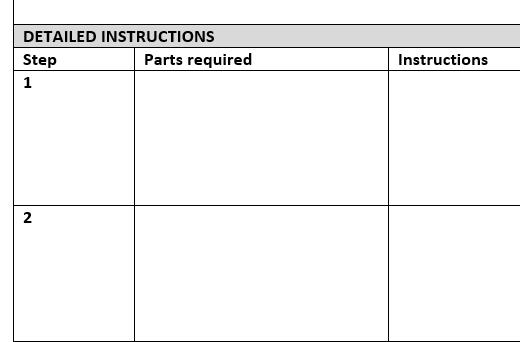 DETAILED INSTRUCTIONS
Step Parts required Instructions
1
2